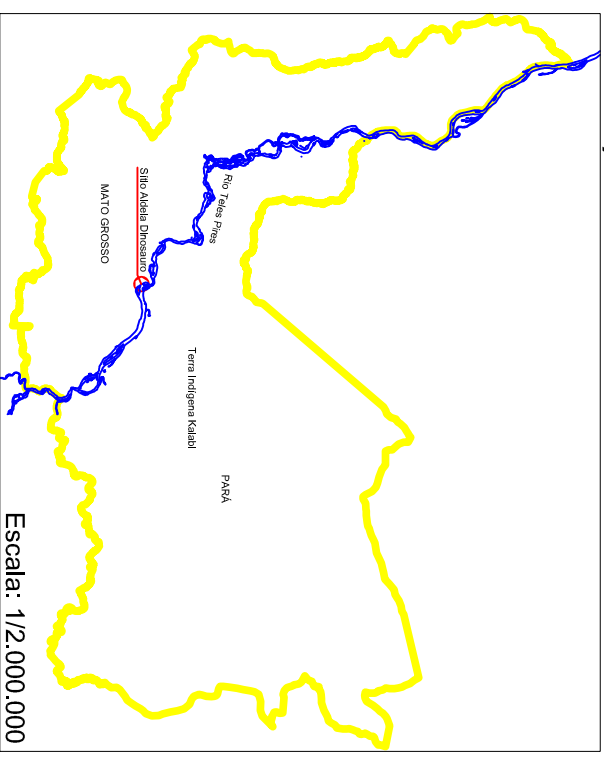 Rio Teles Pires
Sítio Aldeia Dinosauro
MATO GROSSO
Terra Indígena Kaiabi
PARÁ
Escala: 1/2.000.000